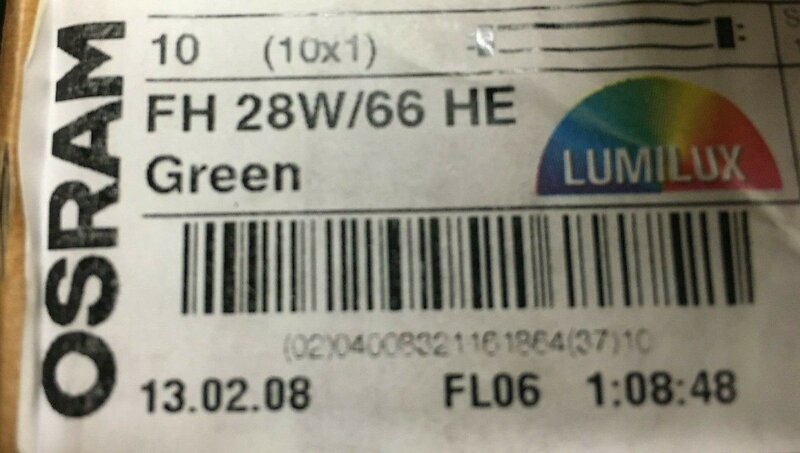 OSRAM
10 (10x1)
FH 28W/66 HE
Green
LUMILUX
(02)04008321161864(37)10
13.02.08 FL06 1:08:48